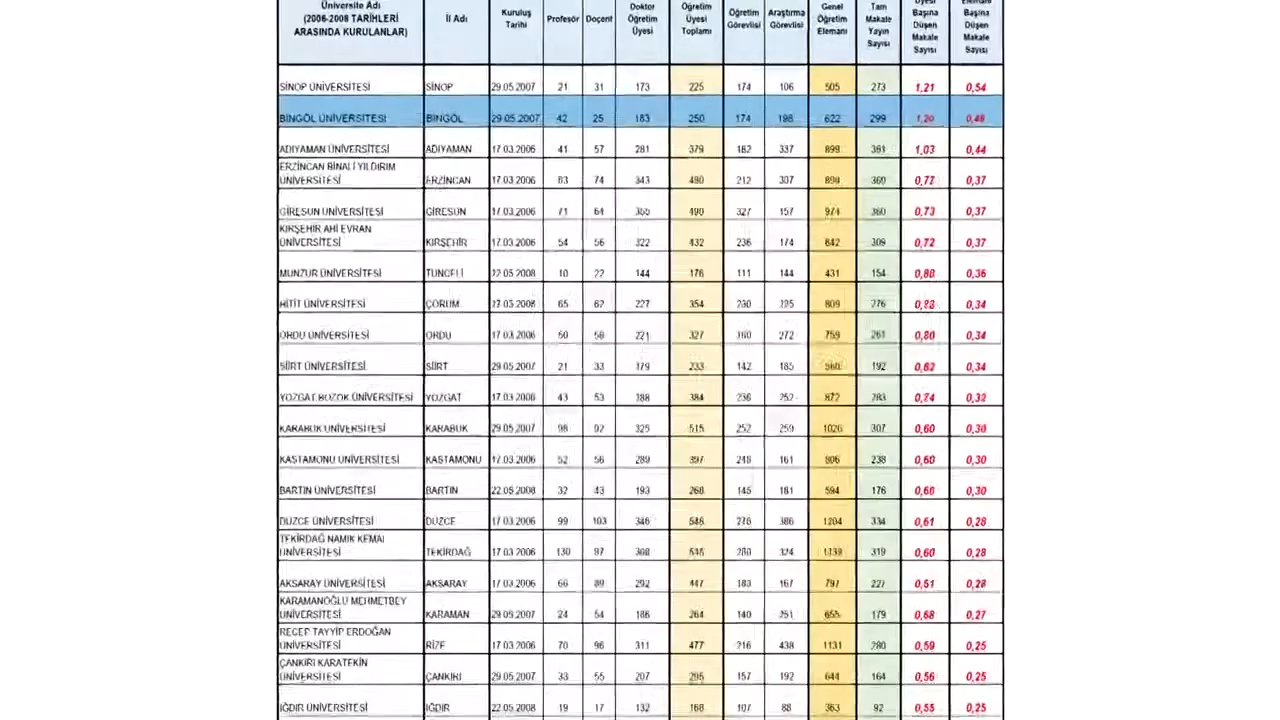 Üniversite Adı
(2006-2008 TARİHLERİ
ARASINDA KURULANLAR)
İl Adı
Kuruluş
Tarihi
Profesör
Doçent
Doktor
Öğretim
Üyesi
Öğretim
Üyesi
Toplamı
Öğretim
Görevlisi
Araştırma
Görevlisi
Genel
Öğretim
Elemanı
Tam
Makale
Yayın
Sayısı
Üyesi
Başına
Düşen
Makale
Sayısı
Elemanı
Başına
Düşen
Makale
Sayısı
SİNOP ÜNİVERSİTESİ SİNOP 29.05.2007 21 31 173 225 174 106 505 273 1,21 0,54
BİNGÖL ÜNİVERSİTESİ BİNGÖL 29.05.2007 42 25 183 250 174 198 622 299 1,20 0,48
ADIYAMAN ÜNİVERSİTESİ ADIYAMAN 17.03.2006 41 57 281 379 182 337 898 1,03 0,44
ERZİNCAN BİNALİ YILDIRIM
ÜNİVERSİTESİ ERZİNCAN 17.03.2006 63 74 343 480 212 307 0,77 0,37
GİRESUN ÜNİVERSİTESİ GİRESUN 17.03.2006 71 64 355 490 327 157 974 360 0,73 0,37
KIRŞEHİR AHİ EVRAN
ÜNİVERSİTESİ KIRŞEHİR 17.03.2006 54 56 322 432 236 174 842 309 0,72 0,37
MUNZUR ÜNİVERSİTESİ TUNCELİ 22.05.2008 10 22 144 176 111 144 431 154 0,88 0,36
HİTİT ÜNİVERSİTESİ ÇORUM 17.03.2006 65 62 227 354 230 225 809 276 0,78 0,34
ORDU ÜNİVERSİTESİ ORDU 17.03.2006 221 327 160 272 759 261 0,80 0,34
SİİRT ÜNİVERSİTESİ SİİRT 29.05.2007 21 33 179 233 142 185 560 192 0,82 0,34
YOZGAT BOZOK ÜNİVERSİTESİ YOZGAT 17.03.2006 43 53 288 384 236 252 872 283 0,74 0,32
KARABÜK ÜNİVERSİTESİ KARABÜK 29.05.2007 98 92 325 515 252 259 1026 307 0,60 0,30
KASTAMONU ÜNİVERSİTESİ KASTAMONU 17.03.2006 52 56 289 397 248 161 806 238 0,60 0,30
BARTIN ÜNİVERSİTESİ BARTIN 22.05.2008 32 43 193 268 145 181 594 176 0,66 0,30
DÜZCE ÜNİVERSİTESİ DÜZCE 17.03.2006 99 103 346 548 270 386 1204 334 0,61 0,28
TEKİRDAĞ NAMIK KEMAL
ÜNİVERSİTESİ TEKİRDAĞ 17.03.2006 130 97 308 535 280 324 1139 319 0,60 0,28
AKSARAY ÜNİVERSİTESİ AKSARAY 17.03.2006 66 89 292 447 183 167 797 227 0,51 0,28
KARAMANOĞLU MEHMETBEY
ÜNİVERSİTESİ KARAMAN 29.05.2007 24 54 186 264 140 251 655 179 0,68 0,27
RECEP TAYYİP ERDOĞAN
ÜNİVERSİTESİ RİZE 17.03.2006 70 96 311 477 216 438 1131 280 0,59 0,25
ÇANKIRI KARATEKİN
ÜNİVERSİTESİ ÇANKIRI 29.05.2007 33 55 207 295 157 192 644 164 0,56 0,25
IĞDIR ÜNİVERSİTESİ IĞDIR 22.05.2008 19 17 132 168 107 88 363 92 0,55 0,25